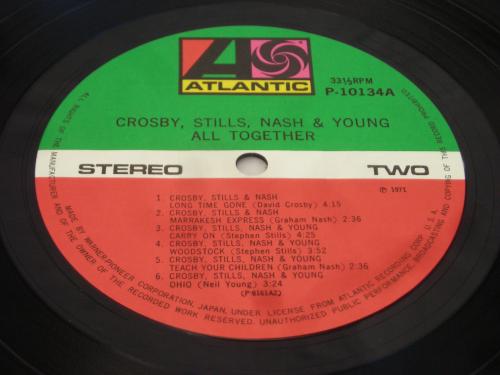 ATLANTIC
33⅓RPM
P-10134A
CROSBY, STILLS, NASH & YOUNG
ALL TOGETHER
STEREO
TWO
℗ 1971
1. CROSBY, STILLS & NASH
LONG TIME GONE (David Crosby) 4:15
2. CROSBY, STILLS & NASH
MARRAKESH EXPRESS (Graham Nash) 2:36
3. CROSBY, STILLS, NASH & YOUNG
CARRY ON (Stephen Stills) 4:25
4. CROSBY, STILLS, NASH & YOUNG
WOODSTOCK (Stephen Stills) 3:52
5. CROSBY, STILLS, NASH & YOUNG
TEACH YOUR CHILDREN (Graham Nash) 2:36
6. CROSBY, STILLS, NASH & YOUNG
OHIO (Neil Young) 3:24
(P-8161A2)
MADE BY WARNER-PIONEER CORPORATION, JAPAN, UNDER LICENSE FROM ATLANTIC RECORDING CORP. U.S.A.
ALL RIGHTS OF THE MANUFACTURER AND OF THE OWNER OF THE RECORDED WORK RESERVED. UNAUTHORIZED PUBLIC PERFORMANCE, BROADCASTING AND COPYING OF THIS RECORD PROHIBITED